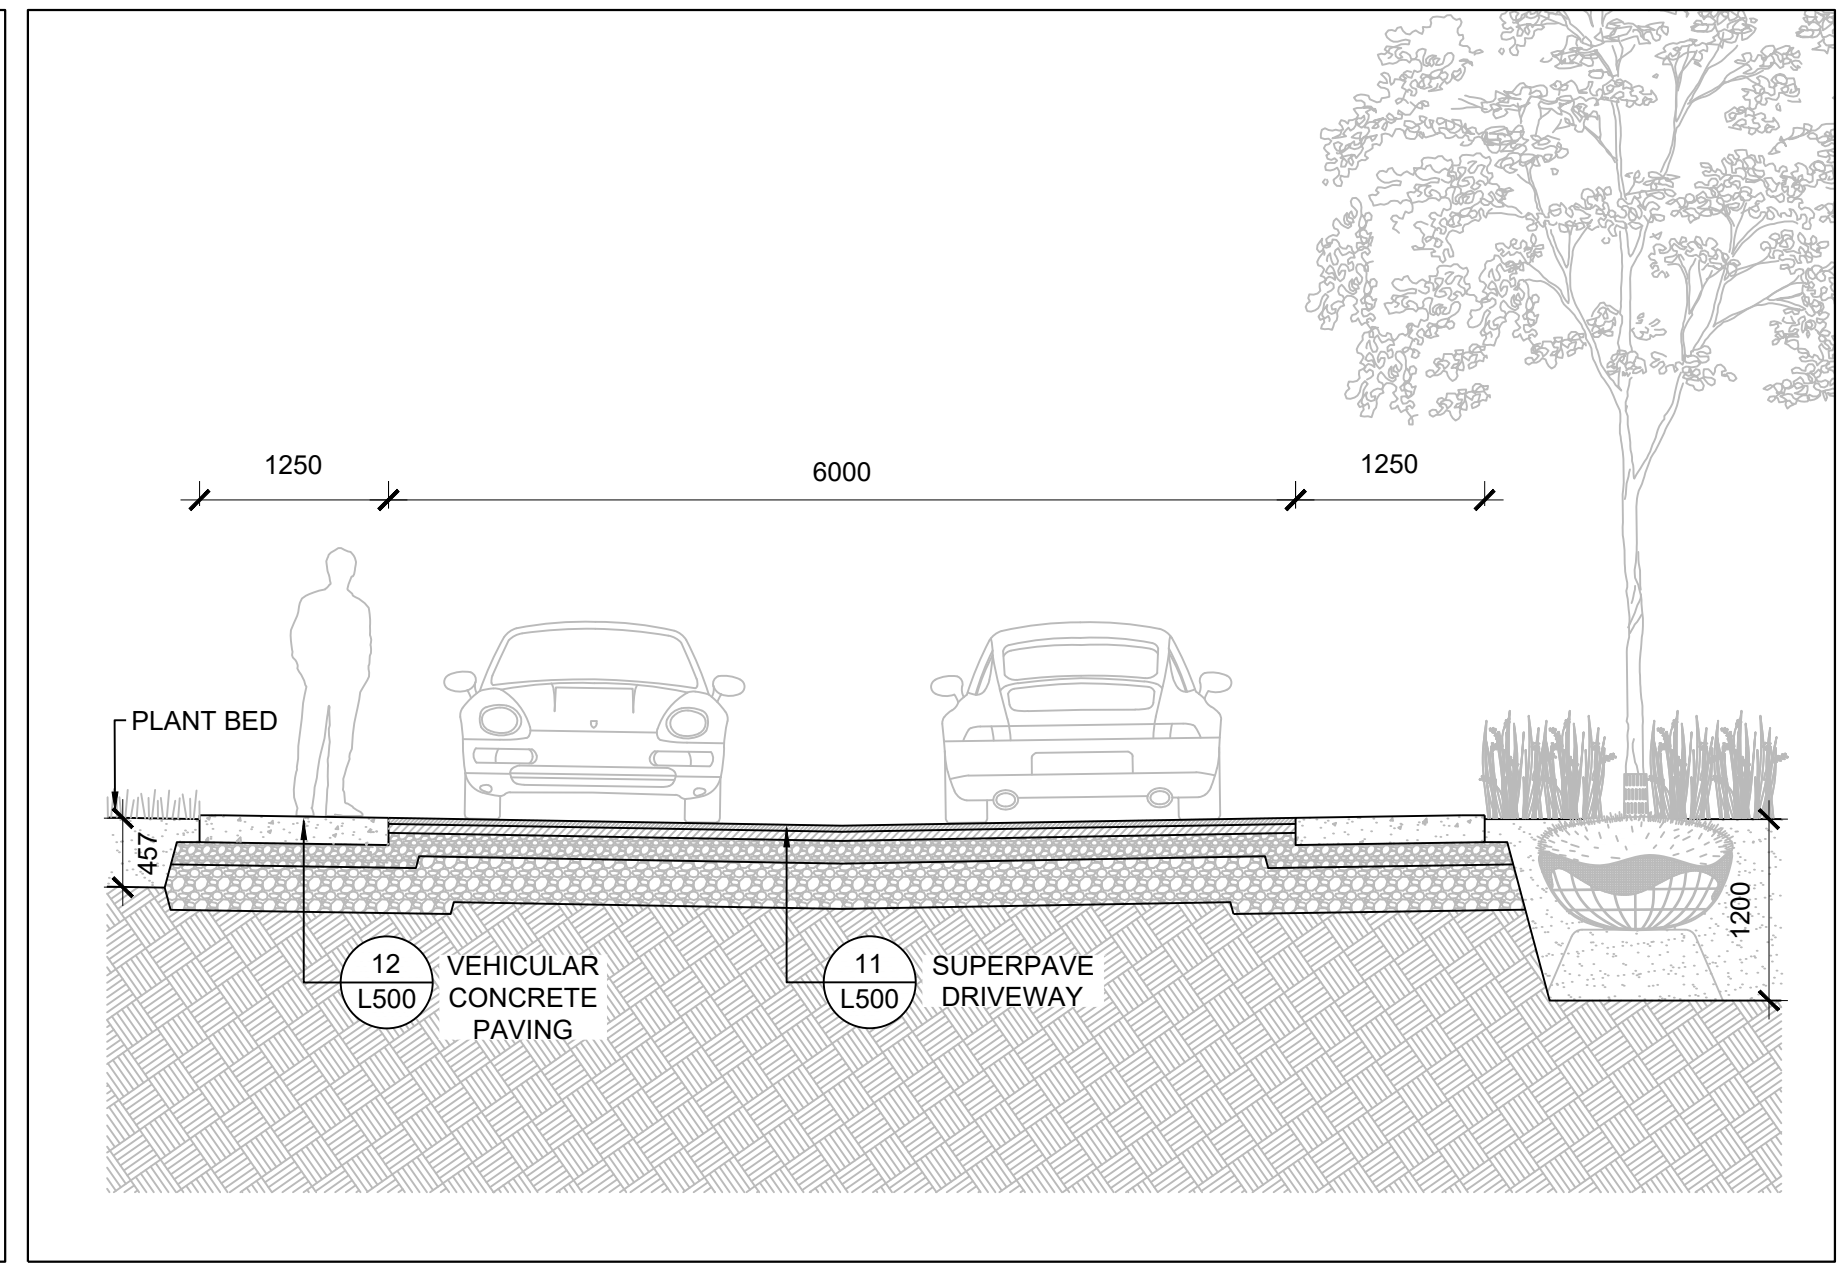 1250
6000
1250
PLANT BED
457
1200
12
L500
VEHICULAR
CONCRETE
PAVING
11
L500
SUPERPAVE
DRIVEWAY